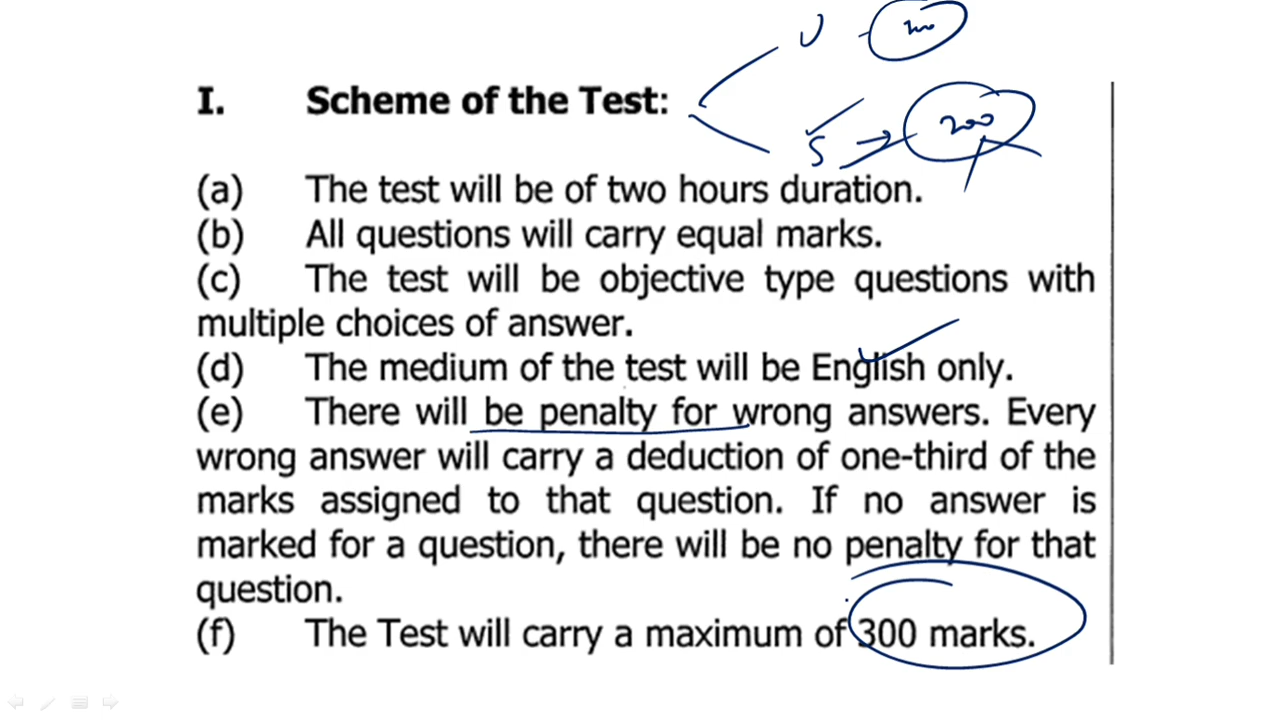 U - 200
I. Scheme of the Test:
S → 200
(a) The test will be of two hours duration.
(b) All questions will carry equal marks.
(c) The test will be objective type questions with
multiple choices of answer.
(d) The medium of the test will be English only.
(e) There will be penalty for wrong answers. Every
wrong answer will carry a deduction of one-third of the
marks assigned to that question. If no answer is
marked for a question, there will be no penalty for that
question.
(f) The Test will carry a maximum of 300 marks.